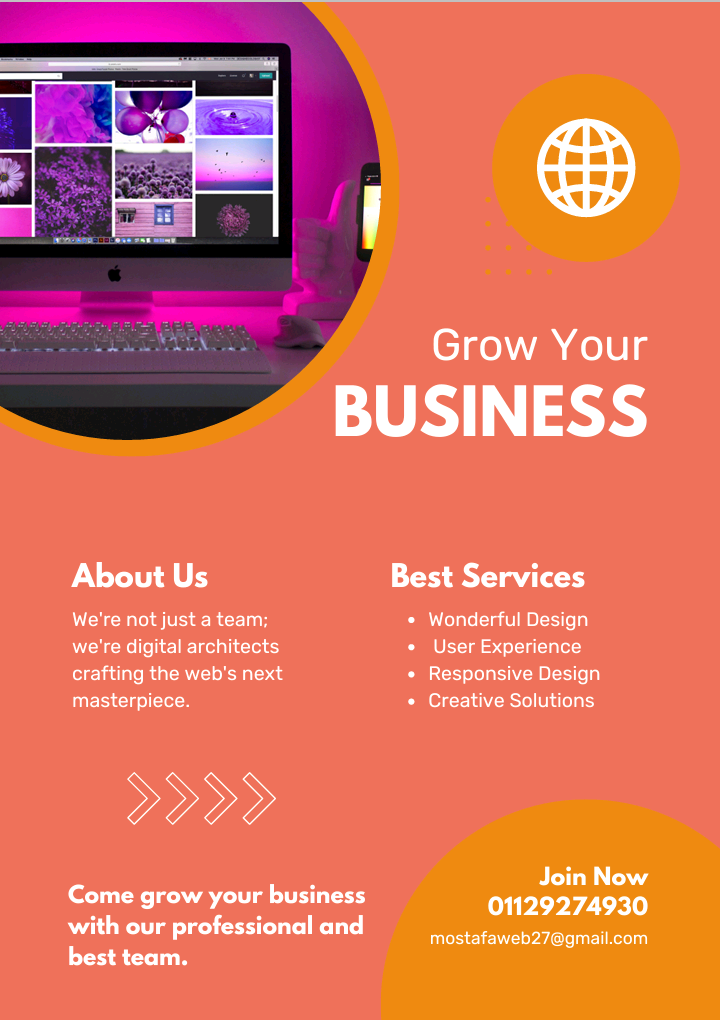 Grow Your
BUSINESS
About Us
We're not just a team;
we're digital architects
crafting the web's next
masterpiece.
Best Services
• Wonderful Design
• User Experience
• Responsive Design
• Creative Solutions
Come grow your business
with our professional and
best team.
Join Now
01129274930
mostafaweb27@gmail.com